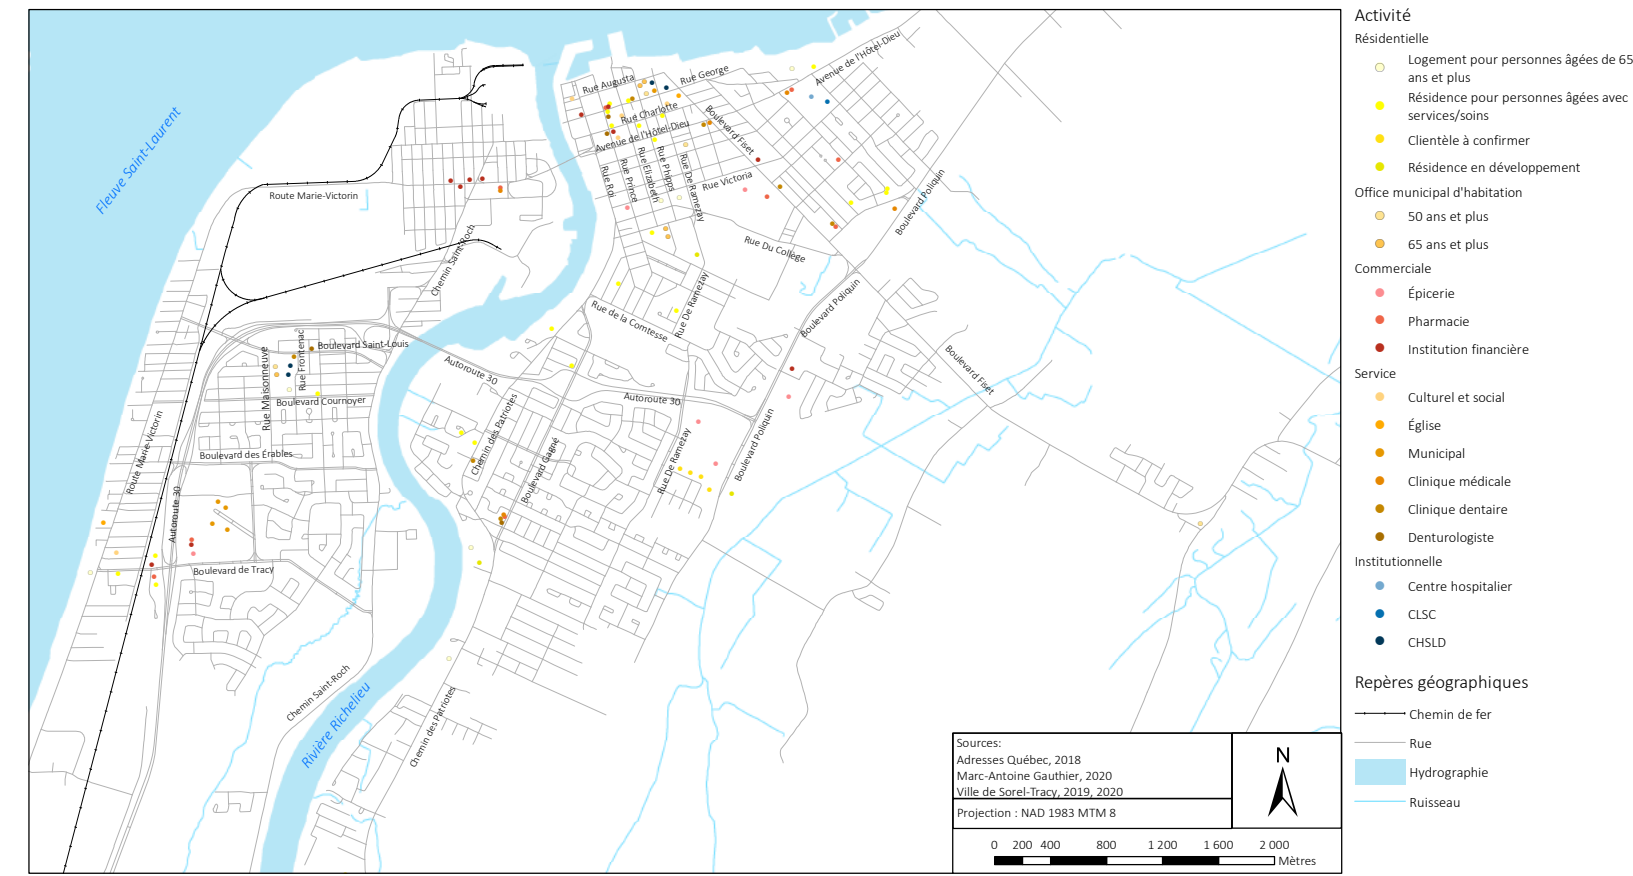 Fleuve Saint-Laurent
Route Marie-Victorin
Rue Augusta
Rue George
Avenue de l'Hôtel-Dieu
Rue Charlotte
Avenue de l'Hôtel-Dieu
Boulevard Fiset
Rue Roi
Rue Prince
Rue Elizabeth
Rue Phipps
Rue De Ramezay
Rue Victoria
Boulevard Poliquin
Rue Du Collège
Chemin Saint-Roch
Rue De Ramezay
Boulevard Poliquin
Rue de la Comtesse
Boulevard Saint-Louis
Rue Frontenac
Rue Maisonneuve
Boulevard Cournoyer
Autoroute 30
Boulevard Fiset
Autoroute 30
Chemin des Patriotes
Boulevard Gagné
Rue De Ramezay
Boulevard Poliquin
Route Marie-Victorin
Boulevard des Érables
Autoroute 30
Boulevard de Tracy
Chemin Saint-Roch
Rivière Richelieu
Chemin des Patriotes
Sources:
Adresses Québec, 2018
Marc-Antoine Gauthier, 2020
Ville de Sorel-Tracy, 2019, 2020
Projection : NAD 1983 MTM 8
N
0 200 400 800 1 200 1 600 2 000
Mètres
Activité
Résidentielle
Logement pour personnes âgées de 65
ans et plus
Résidence pour personnes âgées avec
services/soins
Clientèle à confirmer
Résidence en développement
Office municipal d'habitation
50 ans et plus
65 ans et plus
Commerciale
Épicerie
Pharmacie
Institution financière
Service
Culturel et social
Église
Municipal
Clinique médicale
Clinique dentaire
Denturologiste
Institutionnelle
Centre hospitalier
CLSC
CHSLD
Repères géographiques
Chemin de fer
Rue
Hydrographie
Ruisseau